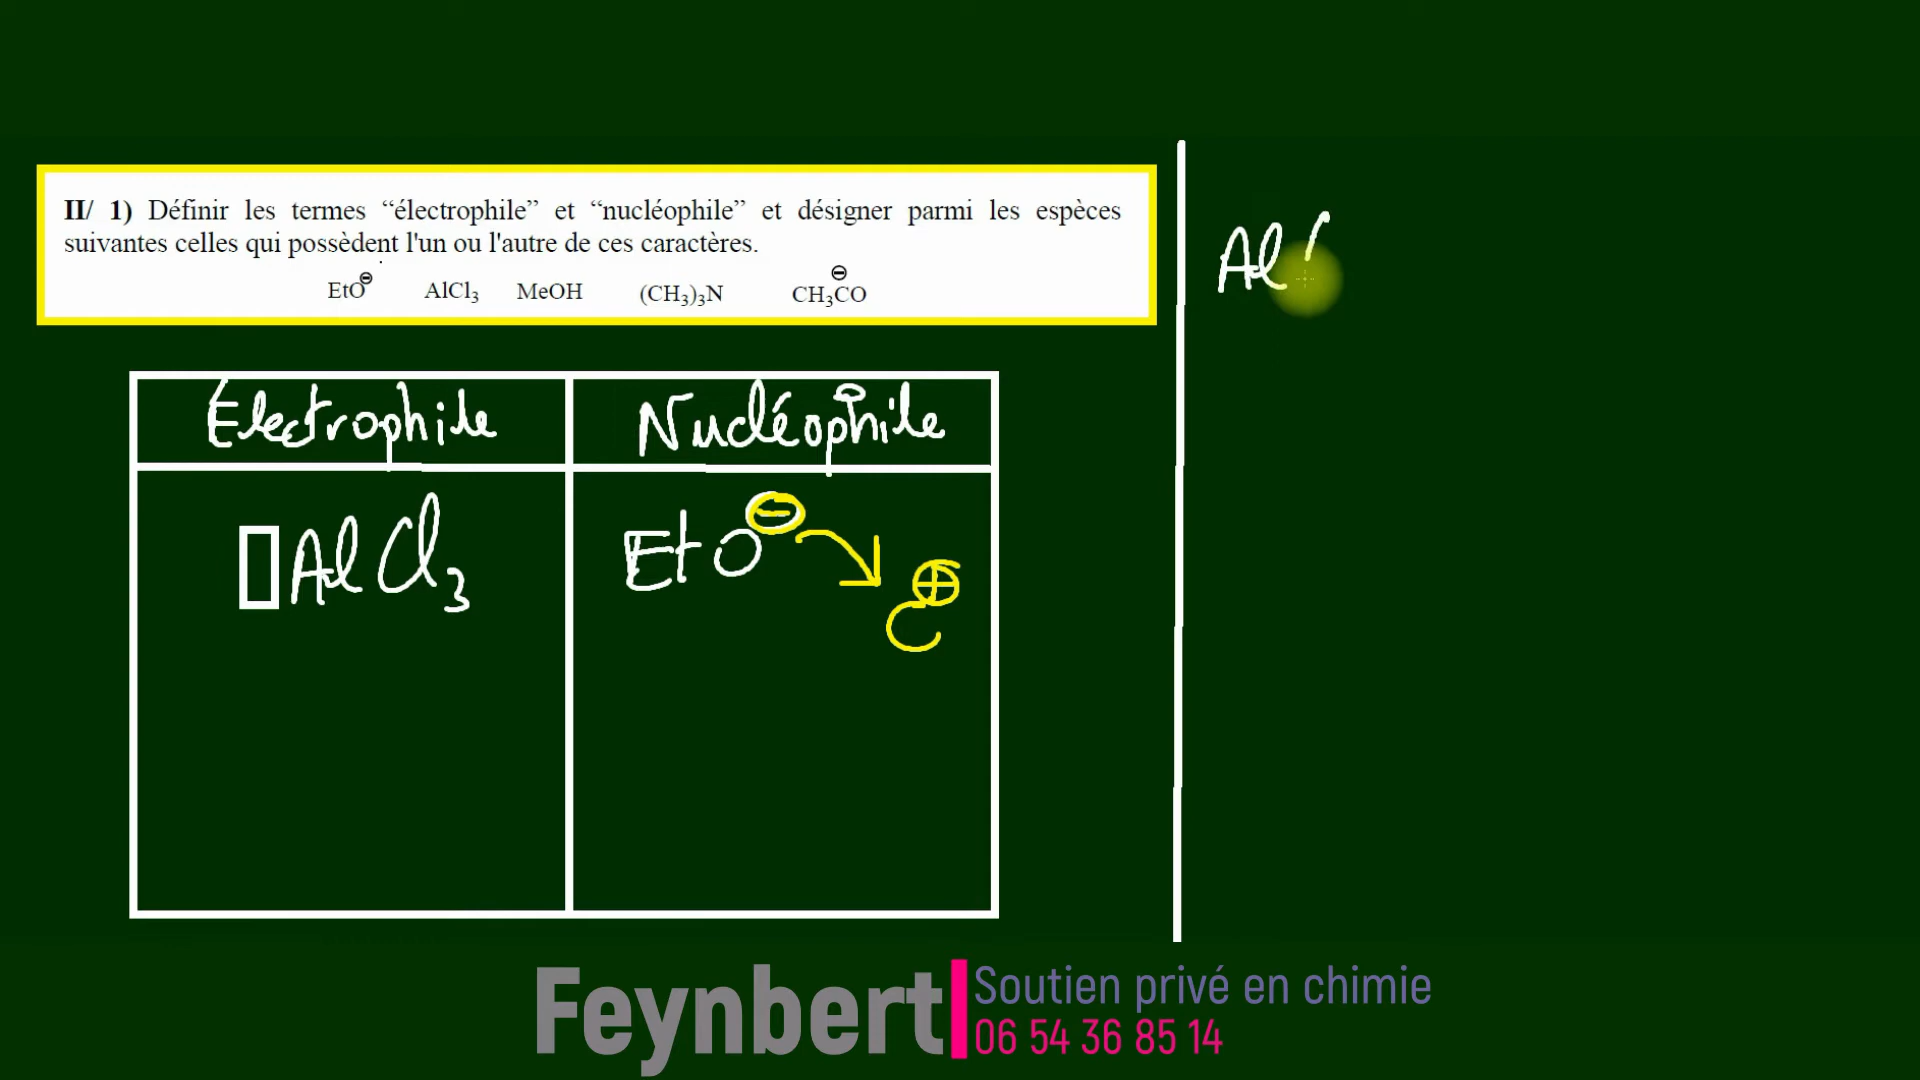 II/ 1) Définir les termes “électrophile” et “nucléophile” et désigner parmi les espèces
suivantes celles qui possèdent l'un ou l'autre de ces caractères.
EtO⊖ AlCl₃ MeOH (CH₃)₃N CH₃CO⊖
Al
Électrophile Nucléophile
AlCl₃ EtO⊖
C⊕
Feynbert
Soutien privé en chimie
06 54 36 85 14